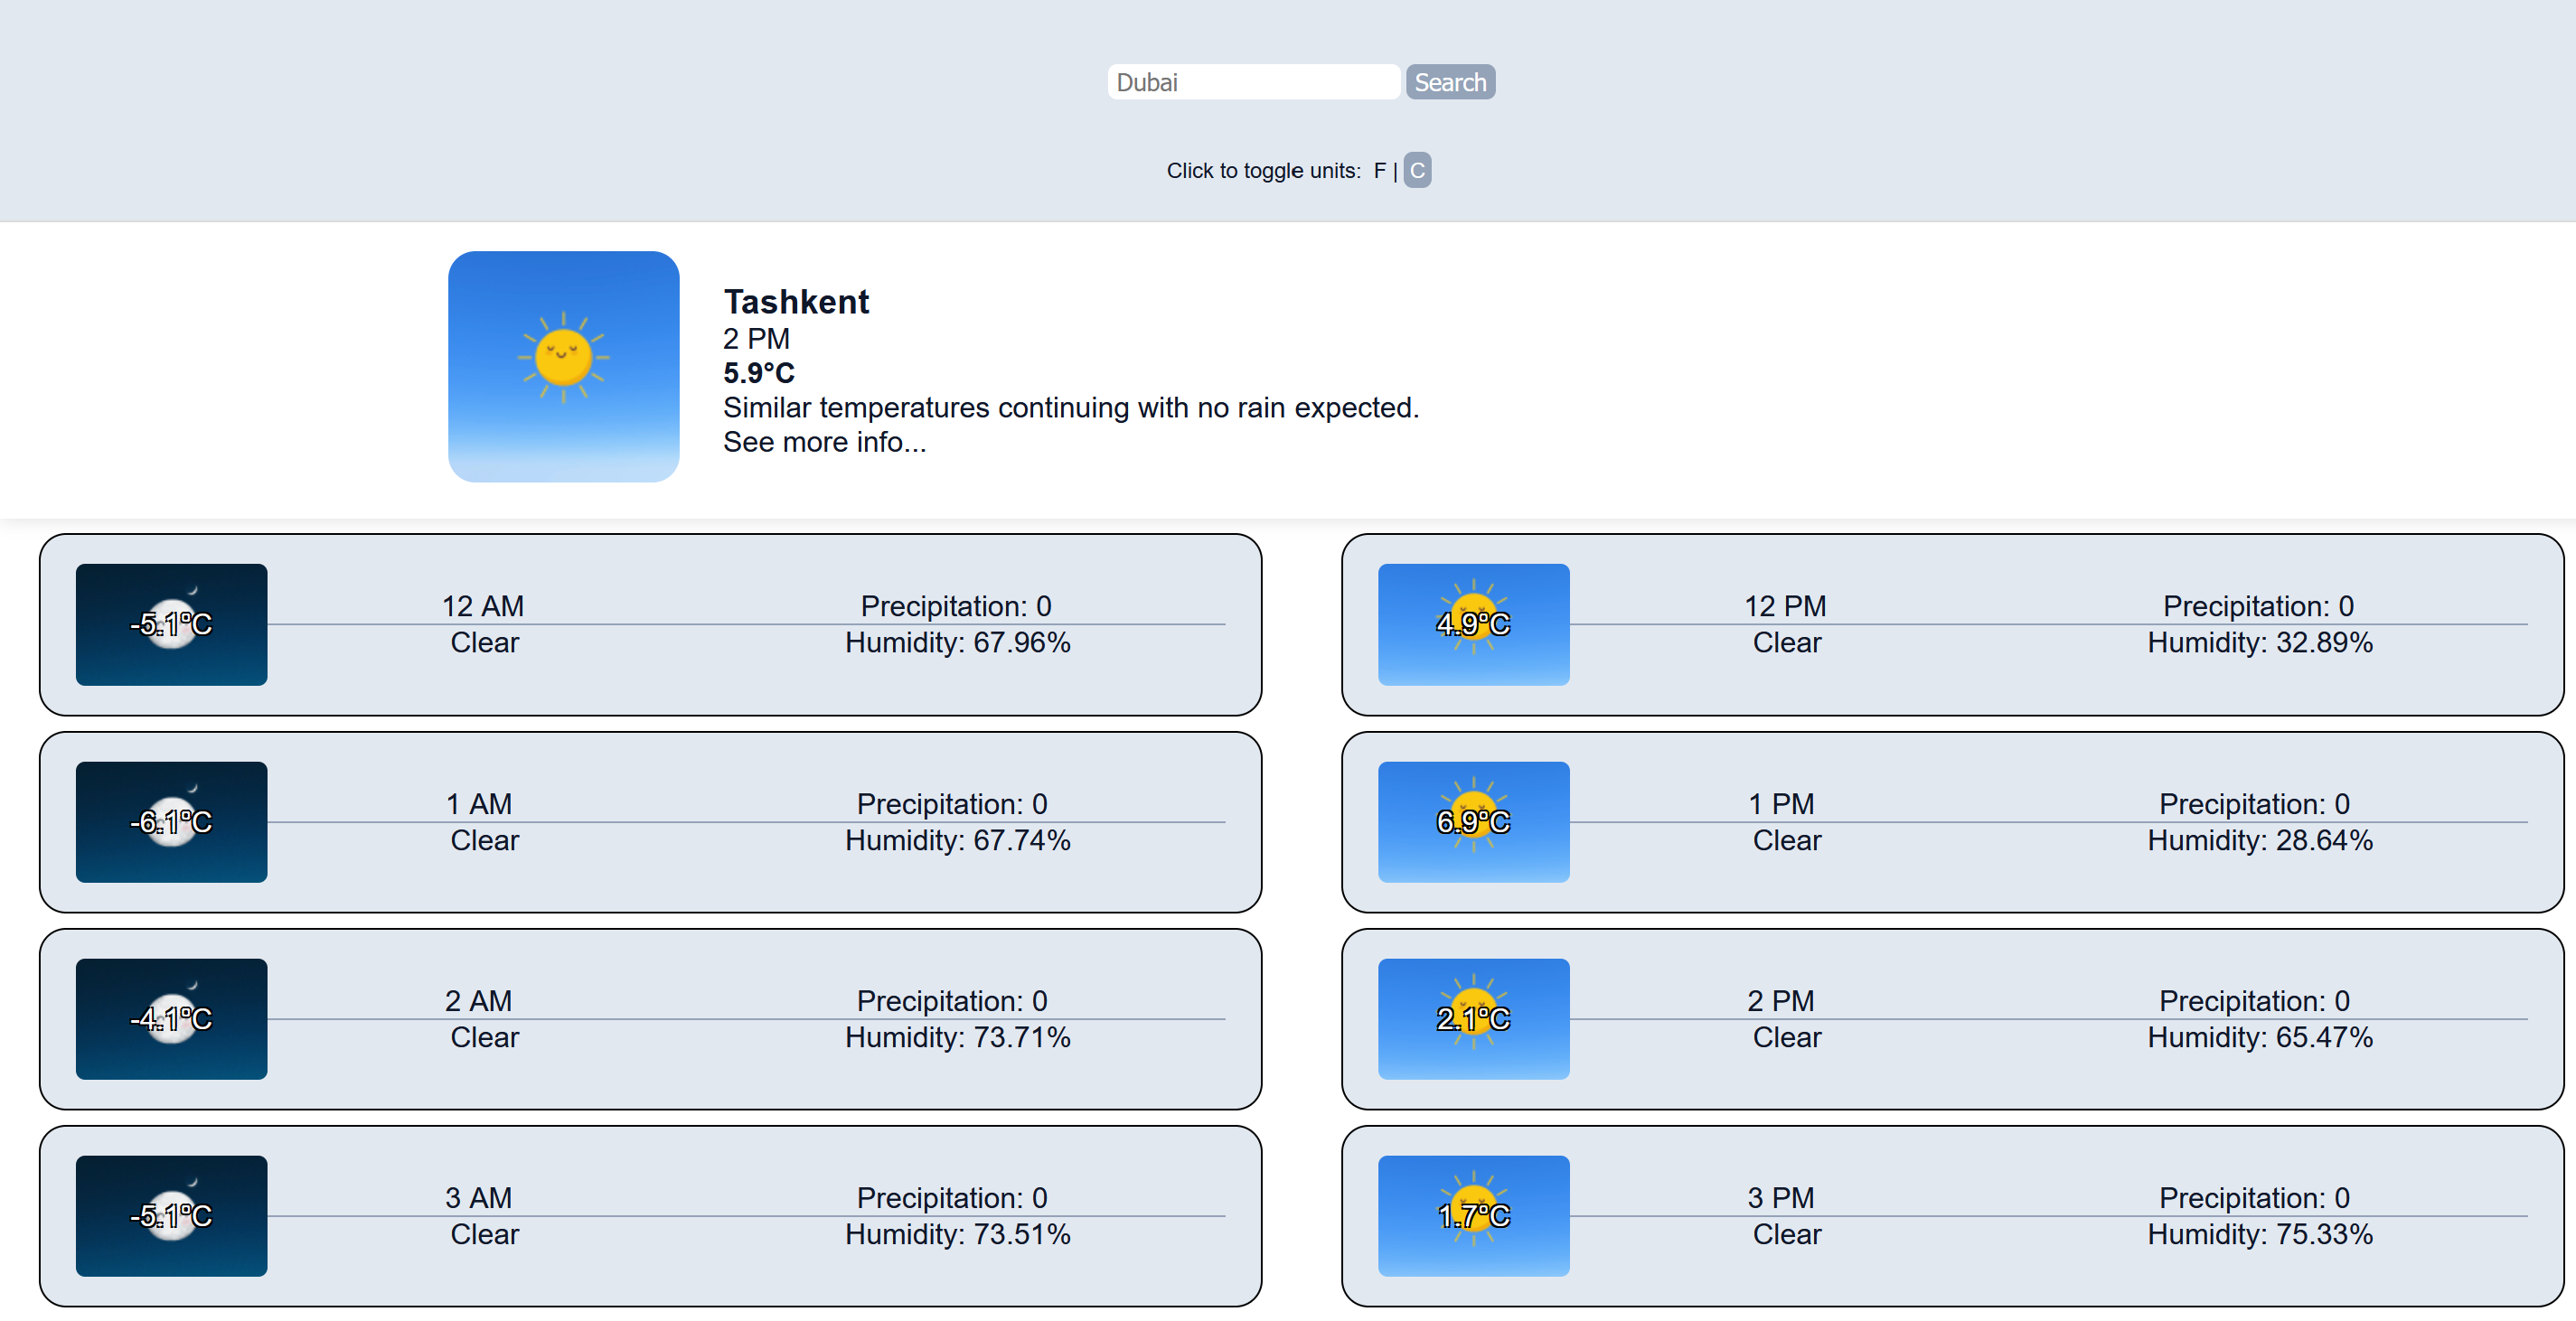 Dubai Search
Click to toggle units: F | C
Tashkent
2 PM
5.9°C
Similar temperatures continuing with no rain expected.
See more info...
-5.1°C
12 AM
Clear
Precipitation: 0
Humidity: 67.96%
4.9°C
12 PM
Clear
Precipitation: 0
Humidity: 32.89%
-6.1°C
1 AM
Clear
Precipitation: 0
Humidity: 67.74%
6.9°C
1 PM
Clear
Precipitation: 0
Humidity: 28.64%
-4.1°C
2 AM
Clear
Precipitation: 0
Humidity: 73.71%
2.1°C
2 PM
Clear
Precipitation: 0
Humidity: 65.47%
-5.1°C
3 AM
Clear
Precipitation: 0
Humidity: 73.51%
1.7°C
3 PM
Clear
Precipitation: 0
Humidity: 75.33%